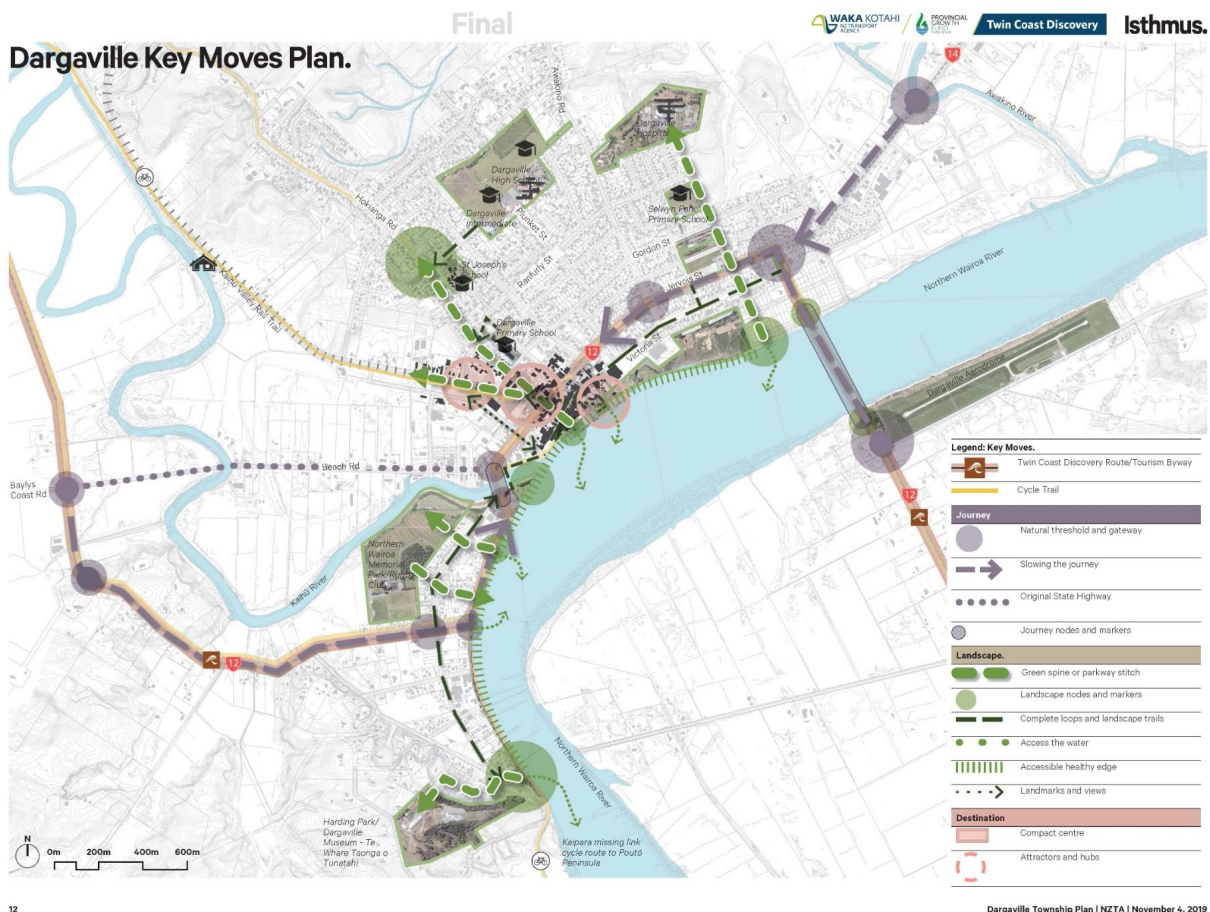 Final
WAKA KOTAHI
NZ TRANSPORT
AGENCY
PROVINCIAL
GROWTH
FUND
Twin Coast Discovery
Isthmus.
Dargaville Key Moves Plan.
14
Awakino Rd
Awakino River
Dargaville
Hospital
Dargaville
High School
Dargaville
Intermediate
Plunket St
Selwyn Park
Primary School
Hokianga Rd
Gordon St
St Joseph's
School
Ranfurly St
Jervois St
Northern Wairoa River
Kaihu Valley Rail Trail
Dargaville
Primary School
12
Victoria St
Dargaville Aerodrome
Beach Rd
Baylys
Coast Rd
12
Northern
Wairoa
Memorial
Park/Rugby
Club
Kaihu River
12
Northern Wairoa River
Harding Park/
Dargaville
Museum - Te
Whare Taonga o
Tunatahi
Kaipara missing link
cycle route to Poutō
Peninsula
N
0m 200m 400m 600m
Legend: Key Moves.
Twin Coast Discovery Route/Tourism Byway
Cycle Trail
Journey
Natural threshold and gateway
Slowing the journey
Original State Highway
Journey nodes and markers
Landscape.
Green spine or parkway stitch
Landscape nodes and markers
Complete loops and landscape trails
Access the water
Accessible healthy edge
Landmarks and views
Destination
Compact centre
Attractors and hubs
12
Dargaville Township Plan | NZTA | November 4, 2019